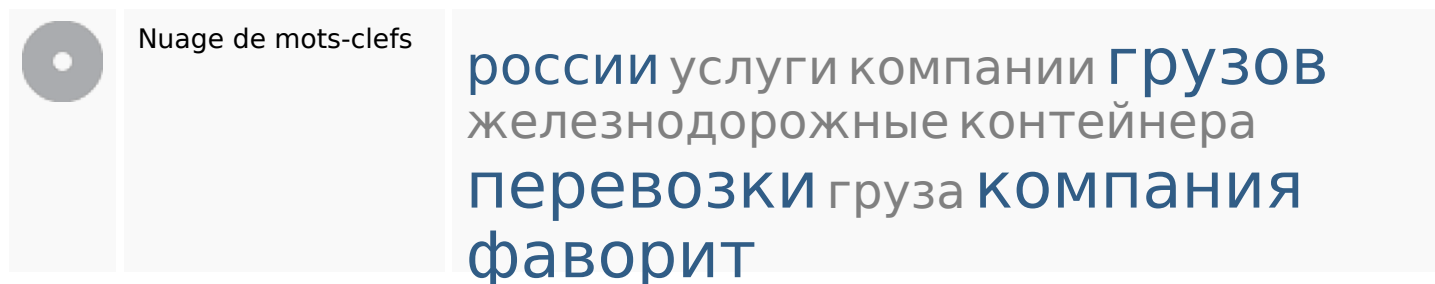 Nuage de mots-clefs
россии услуги компании грузов
железнодорожные контейнера
перевозки груза компания
фаворит